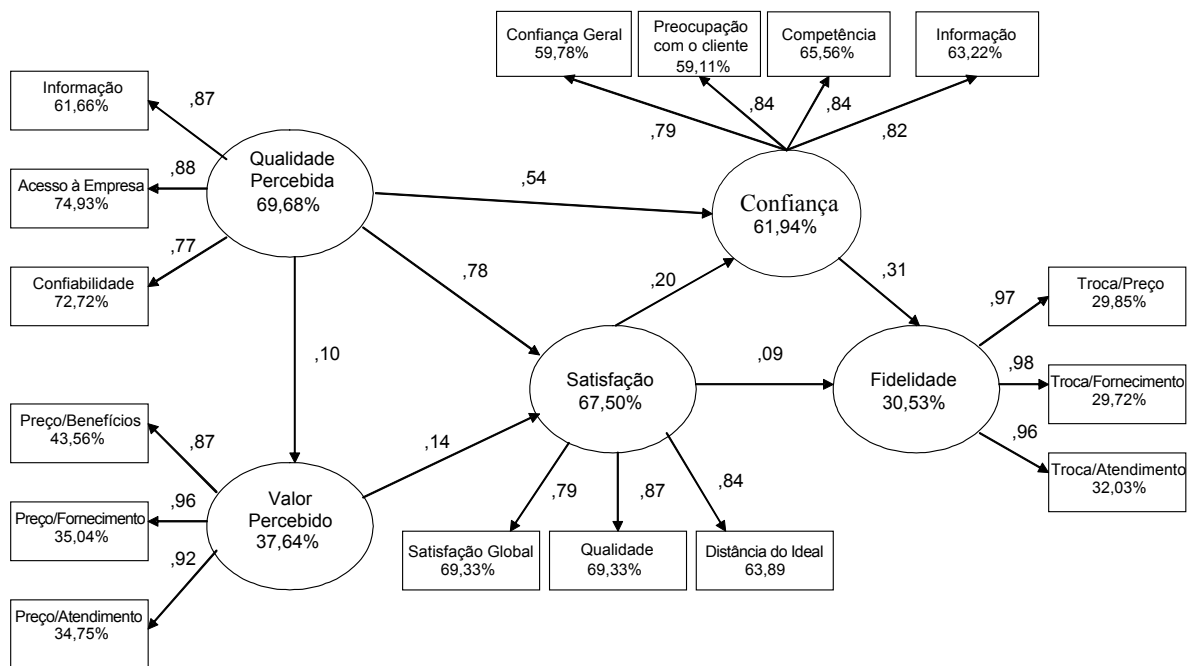 Confiança Geral
59,78%
Preocupação
com o cliente
59,11%
Competência
65,56%
Informação
63,22%
Informação
61,66%
,87
,79
,84
,84
,82
Acesso à Empresa
74,93%
,88
Qualidade
Percebida
69,68%
,54
Confiança
61,94%
Confiabilidade
72,72%
,77
,78
,20
,31
Troca/Preço
29,85%
,97
,10
Satisfação
67,50%
,09
Fidelidade
30,53%
,98
Troca/Fornecimento
29,72%
Preço/Benefícios
43,56%
,87
,14
,96
Troca/Atendimento
32,03%
Preço/Fornecimento
35,04%
,96
Valor
Percebido
37,64%
,79
,87
,84
Satisfação Global
69,33%
Qualidade
69,33%
Distância do Ideal
63,89
,92
Preço/Atendimento
34,75%